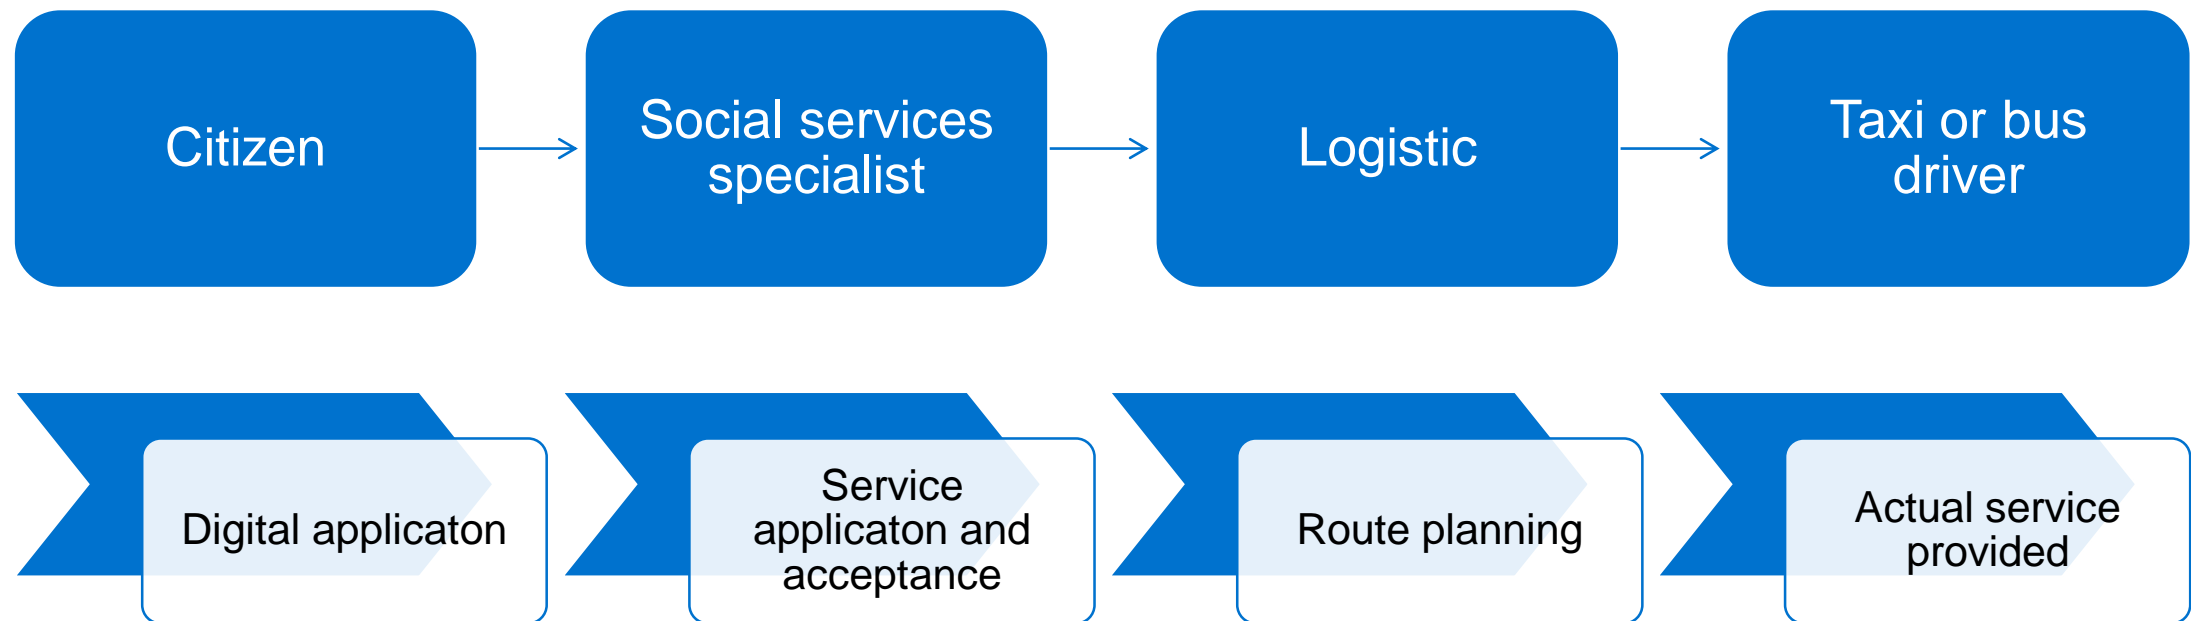 Citizen
Social services
specialist
Logistic
Taxi or bus
driver
Digital applicaton
Service
applicaton and
acceptance
Route planning
Actual service
provided